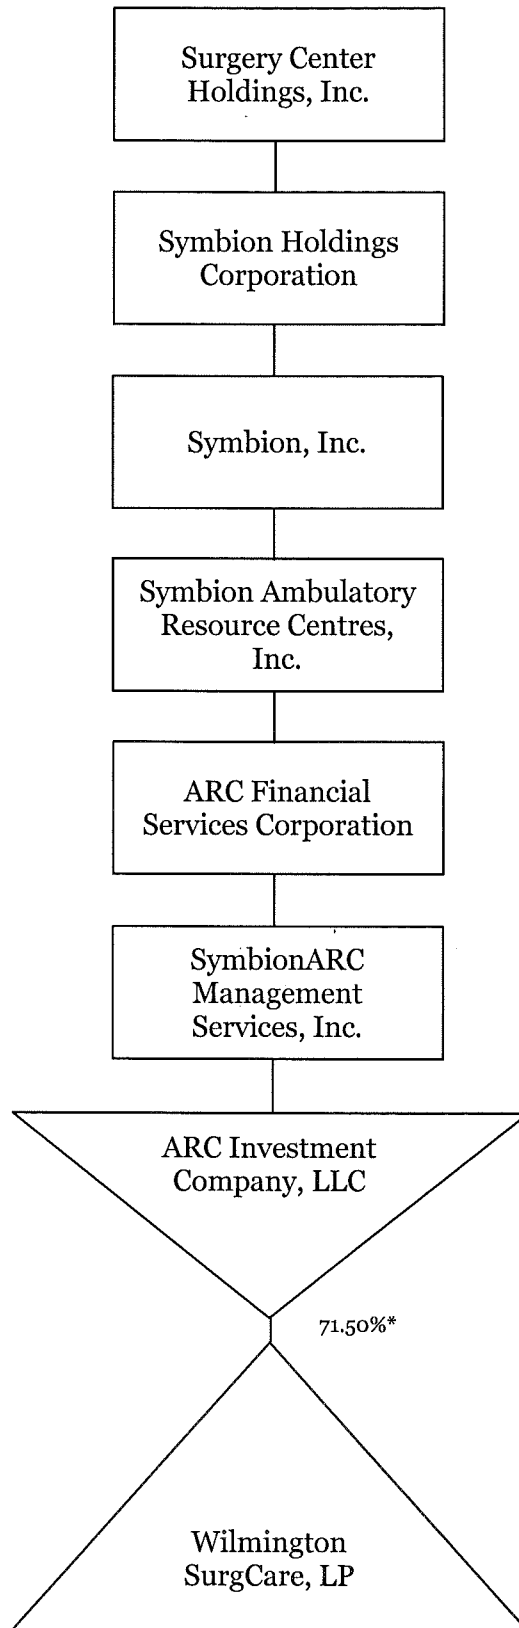 Surgery Center
Holdings, Inc.
Symbion Holdings
Corporation
Symbion, Inc.
Symbion Ambulatory
Resource Centres,
Inc.
ARC Financial
Services Corporation
SymbionARC
Management
Services, Inc.
ARC Investment
Company, LLC
71.50%*
Wilmington
SurgCare, LP